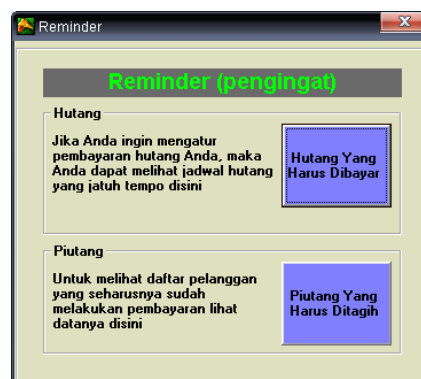 Reminder
Reminder (pengingat)
Hutang
Jika Anda ingin mengatur
pembayaran hutang Anda, maka
Anda dapat melihat jadwal hutang
yang jatuh tempo disini
Hutang Yang
Harus Dibayar
Piutang
Untuk melihat daftar pelanggan
yang seharusnya sudah
melakukan pembayaran lihat
datanya disini
Piutang Yang
Harus Ditagih